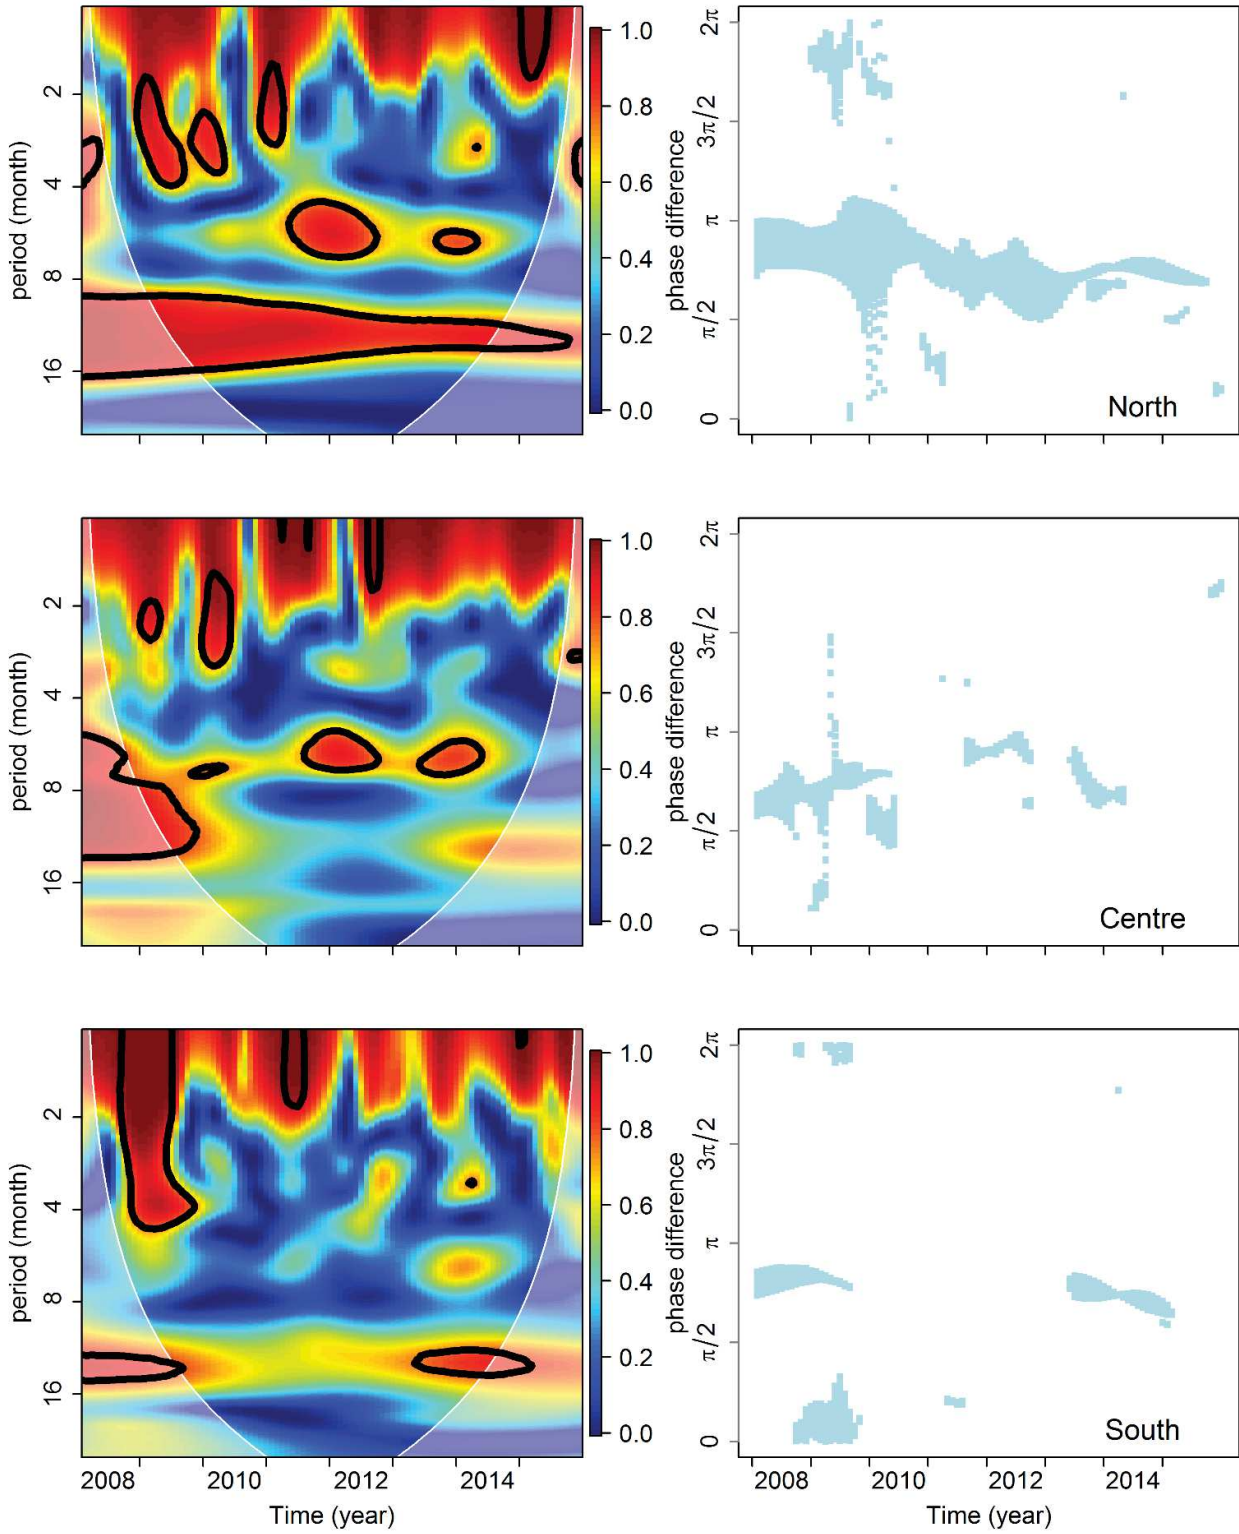 period (month)
2
4
8
16
1.0
0.8
0.6
0.4
0.2
0.0
phase difference
2π
3π/2
π
π/2
0
North
period (month)
2
4
8
16
1.0
0.8
0.6
0.4
0.2
0.0
phase difference
2π
3π/2
π
π/2
0
Centre
period (month)
2
4
8
16
1.0
0.8
0.6
0.4
0.2
0.0
phase difference
2π
3π/2
π
π/2
0
South
2008 2010 2012 2014
Time (year)
2008 2010 2012 2014
Time (year)